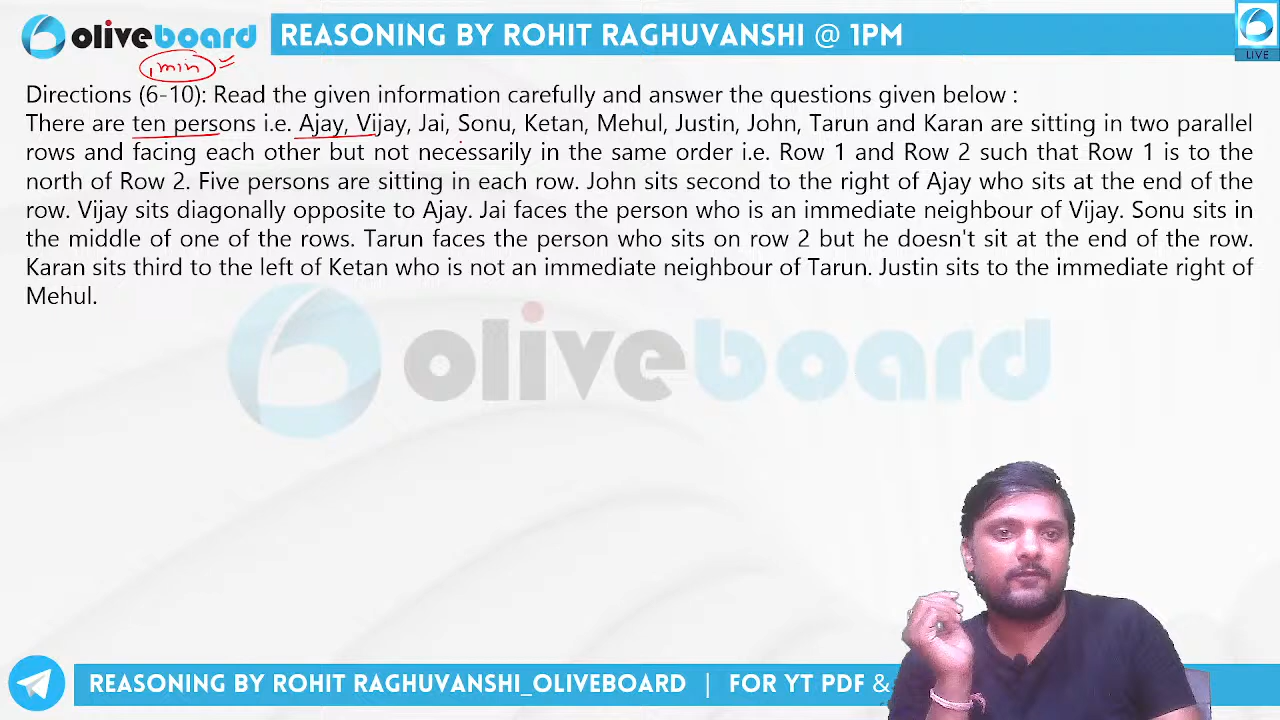 oliveboard
REASONING BY ROHIT RAGHUVANSHI @ 1PM
LIVE
1 min
Directions (6-10): Read the given information carefully and answer the questions given below :
There are ten persons i.e. Ajay, Vijay, Jai, Sonu, Ketan, Mehul, Justin, John, Tarun and Karan are sitting in two parallel
rows and facing each other but not necessarily in the same order i.e. Row 1 and Row 2 such that Row 1 is to the
north of Row 2. Five persons are sitting in each row. John sits second to the right of Ajay who sits at the end of the
row. Vijay sits diagonally opposite to Ajay. Jai faces the person who is an immediate neighbour of Vijay. Sonu sits in
the middle of one of the rows. Tarun faces the person who sits on row 2 but he doesn't sit at the end of the row.
Karan sits third to the left of Ketan who is not an immediate neighbour of Tarun. Justin sits to the immediate right of
Mehul.
oliveboard
REASONING BY ROHIT RAGHUVANSHI_OLIVEBOARD | FOR YT PDF &